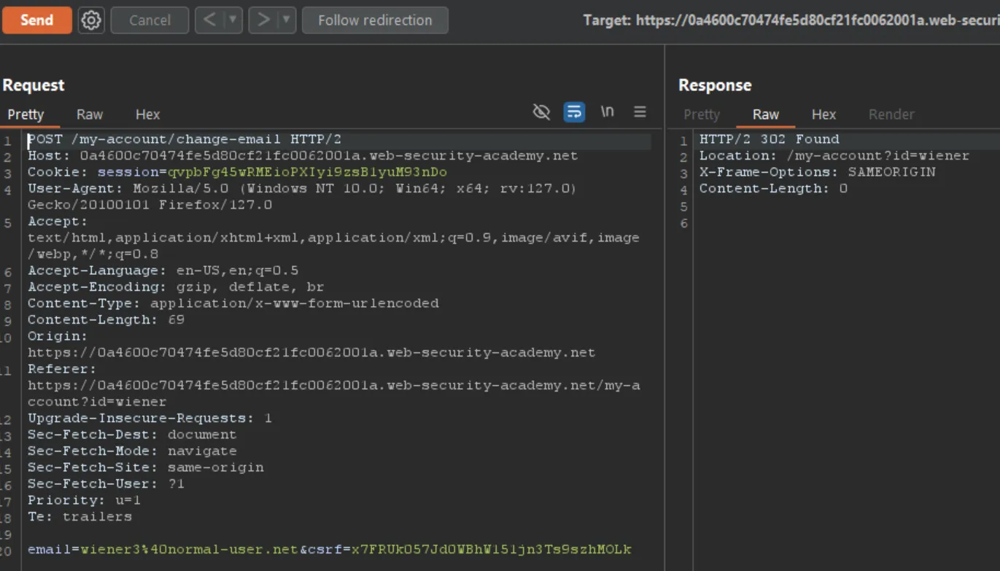 Send
Cancel
Follow redirection
Target: https://0a4600c70474fe5d80cf21fc0062001a.web-securi
Request
Pretty Raw Hex
\n
1 POST /my-account/change-email HTTP/2
2 Host: 0a4600c70474fe5d80cf21fc0062001a.web-security-academy.net
3 Cookie: session=qvpbFg45wRMEioPXIyi9zsB1yuM93nDo
4 User-Agent: Mozilla/5.0 (Windows NT 10.0; Win64; x64; rv:127.0)
Gecko/20100101 Firefox/127.0
5 Accept:
text/html,application/xhtml+xml,application/xml;q=0.9,image/avif,image
/webp,*/*;q=0.8
6 Accept-Language: en-US,en;q=0.5
7 Accept-Encoding: gzip, deflate, br
8 Content-Type: application/x-www-form-urlencoded
9 Content-Length: 69
10 Origin:
https://0a4600c70474fe5d80cf21fc0062001a.web-security-academy.net
11 Referer:
https://0a4600c70474fe5d80cf21fc0062001a.web-security-academy.net/my-a
ccount?id=wiener
12 Upgrade-Insecure-Requests: 1
13 Sec-Fetch-Dest: document
14 Sec-Fetch-Mode: navigate
15 Sec-Fetch-Site: same-origin
16 Sec-Fetch-User: ?1
17 Priority: u=1
18 Te: trailers
19
20 email=wiener3%40normal-user.net&csrf=x7FRUkO57JdOWBhW151jn3Ts9szhMOLk
Response
Pretty Raw Hex Render
1 HTTP/2 302 Found
2 Location: /my-account?id=wiener
3 X-Frame-Options: SAMEORIGIN
4 Content-Length: 0
5
6